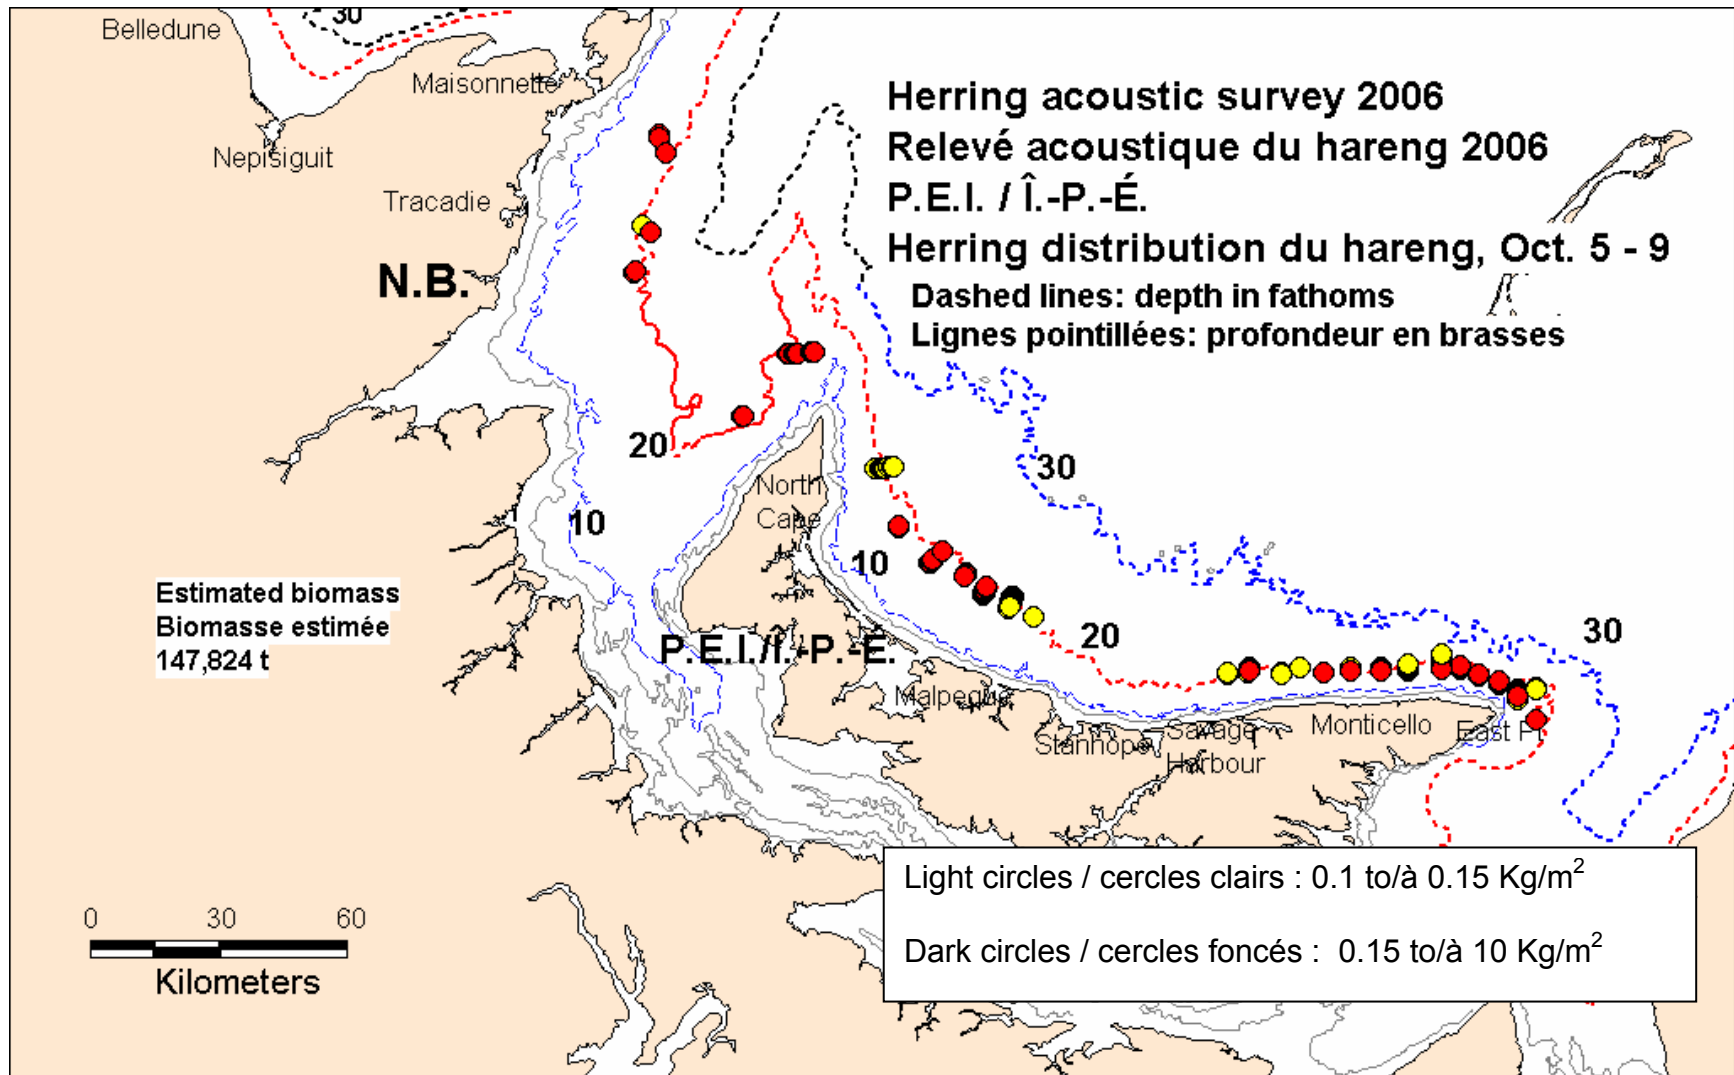 30
Belledune
Maisonnette
Nepisiguit
Tracadie
N.B.
Herring acoustic survey 2006
Relevé acoustique du hareng 2006
P.E.I. / Î.-P.-É.
Herring distribution du hareng, Oct. 5 - 9
Dashed lines: depth in fathoms
Lignes pointillées: profondeur en brasses
20
30
10
North
Cape
10
Estimated biomass
Biomasse estimée
147,824 t
P.E.I./Î.-P.-É.
20
30
Malpeque
Stanhope
Savage
Harbour
Monticello
East Pt
Light circles / cercles clairs : 0.1 to/à 0.15 Kg/m²
Dark circles / cercles foncés : 0.15 to/à 10 Kg/m²
0 30 60
Kilometers